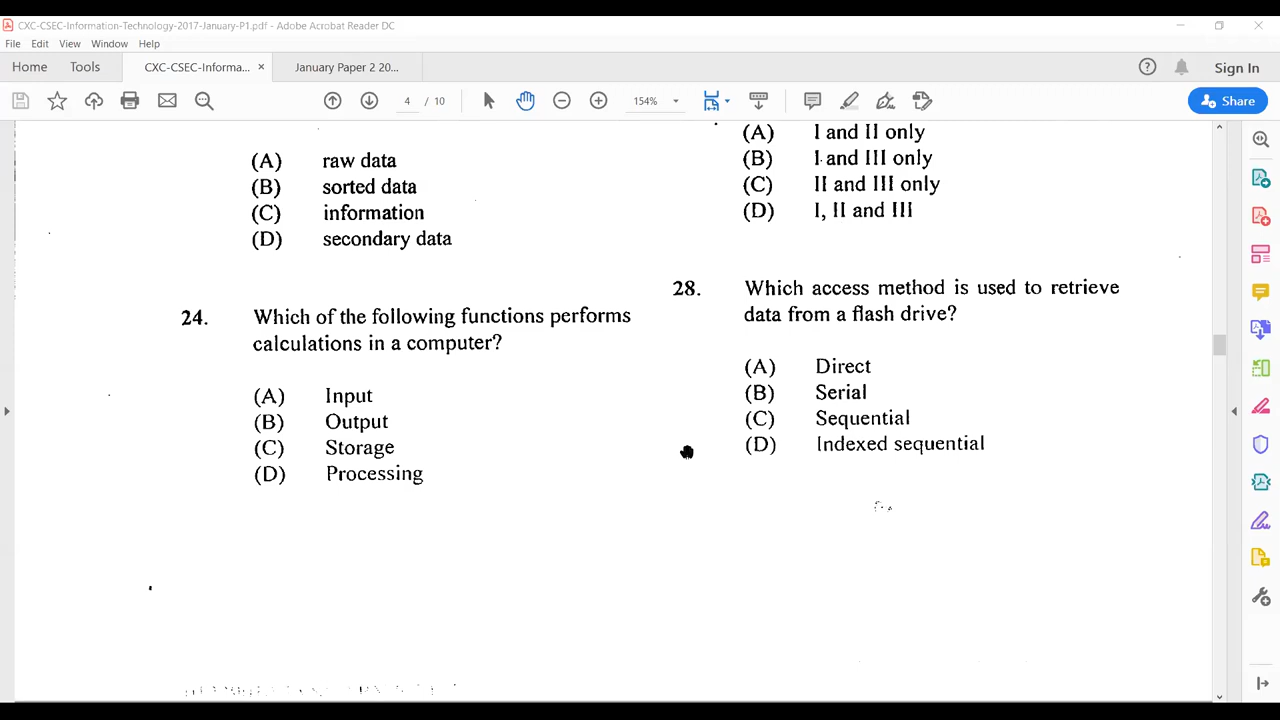 CXC-CSEC-Information-Technology-2017-January-P1.pdf - Adobe Acrobat Reader DC
File Edit View Window Help
Home Tools CXC-CSEC-Informa... × January Paper 2 20... Sign In
4 / 10 154% Share
(A) raw data
(B) sorted data
(C) information
(D) secondary data
24. Which of the following functions performs
calculations in a computer?
(A) Input
(B) Output
(C) Storage
(D) Processing
(A) I and II only
(B) I and III only
(C) II and III only
(D) I, II and III
28. Which access method is used to retrieve
data from a flash drive?
(A) Direct
(B) Serial
(C) Sequential
(D) Indexed sequential